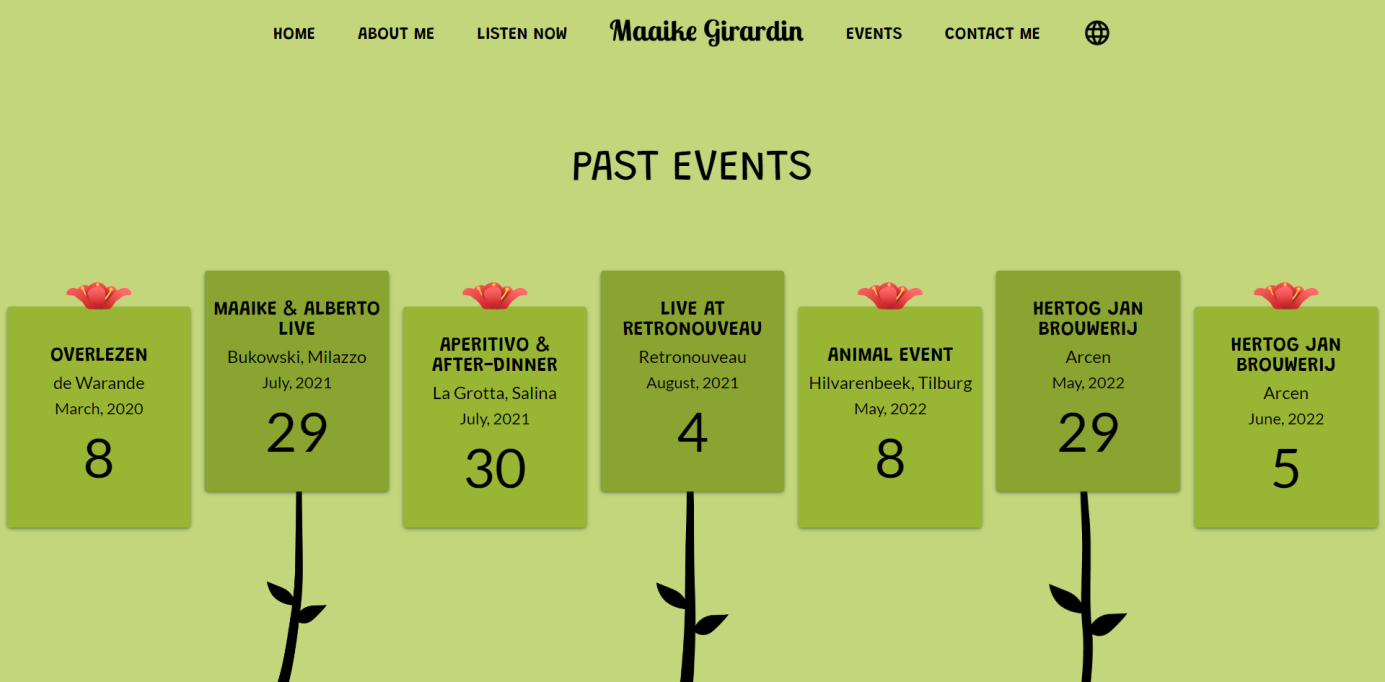 HOME ABOUT ME LISTEN NOW Maaike Girardin EVENTS CONTACT ME
PAST EVENTS
OVERLEZEN
de Warande
March, 2020
8
MAAIKE & ALBERTO
LIVE
Bukowski, Milazzo
July, 2021
29
APERITIVO &
AFTER-DINNER
La Grotta, Salina
July, 2021
30
LIVE AT
RETRONOUVEAU
Retronouveau
August, 2021
4
ANIMAL EVENT
Hilvarenbeek, Tilburg
May, 2022
8
HERTOG JAN
BROUWERIJ
Arcen
May, 2022
29
HERTOG JAN
BROUWERIJ
Arcen
June, 2022
5